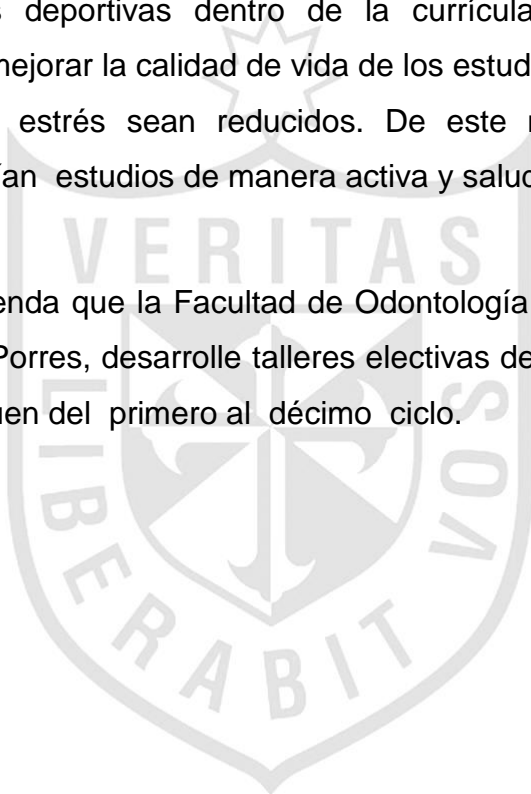 deportivas dentro de la currícula
mejorar la calidad de vida de los estud
estrés sean reducidos. De este
estudios de manera activa y saluc
VERITAS
enda que la Facultad de Odontología
Porres, desarrolle talleres electivas de
uen del primero al décimo ciclo.
LIBERABIT VOS